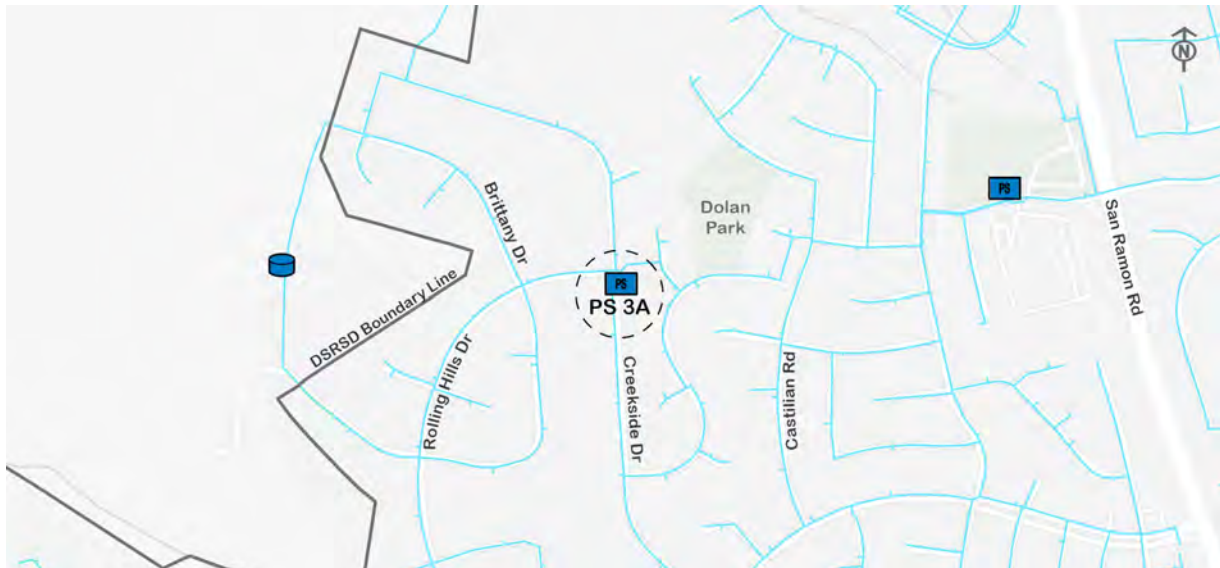 N
Brittany Dr
Dolan
Park
PS
San Ramon Rd
DSRSD Boundary Line
PS
PS 3A
Rolling Hills Dr
Creekside Dr
Castilian Rd